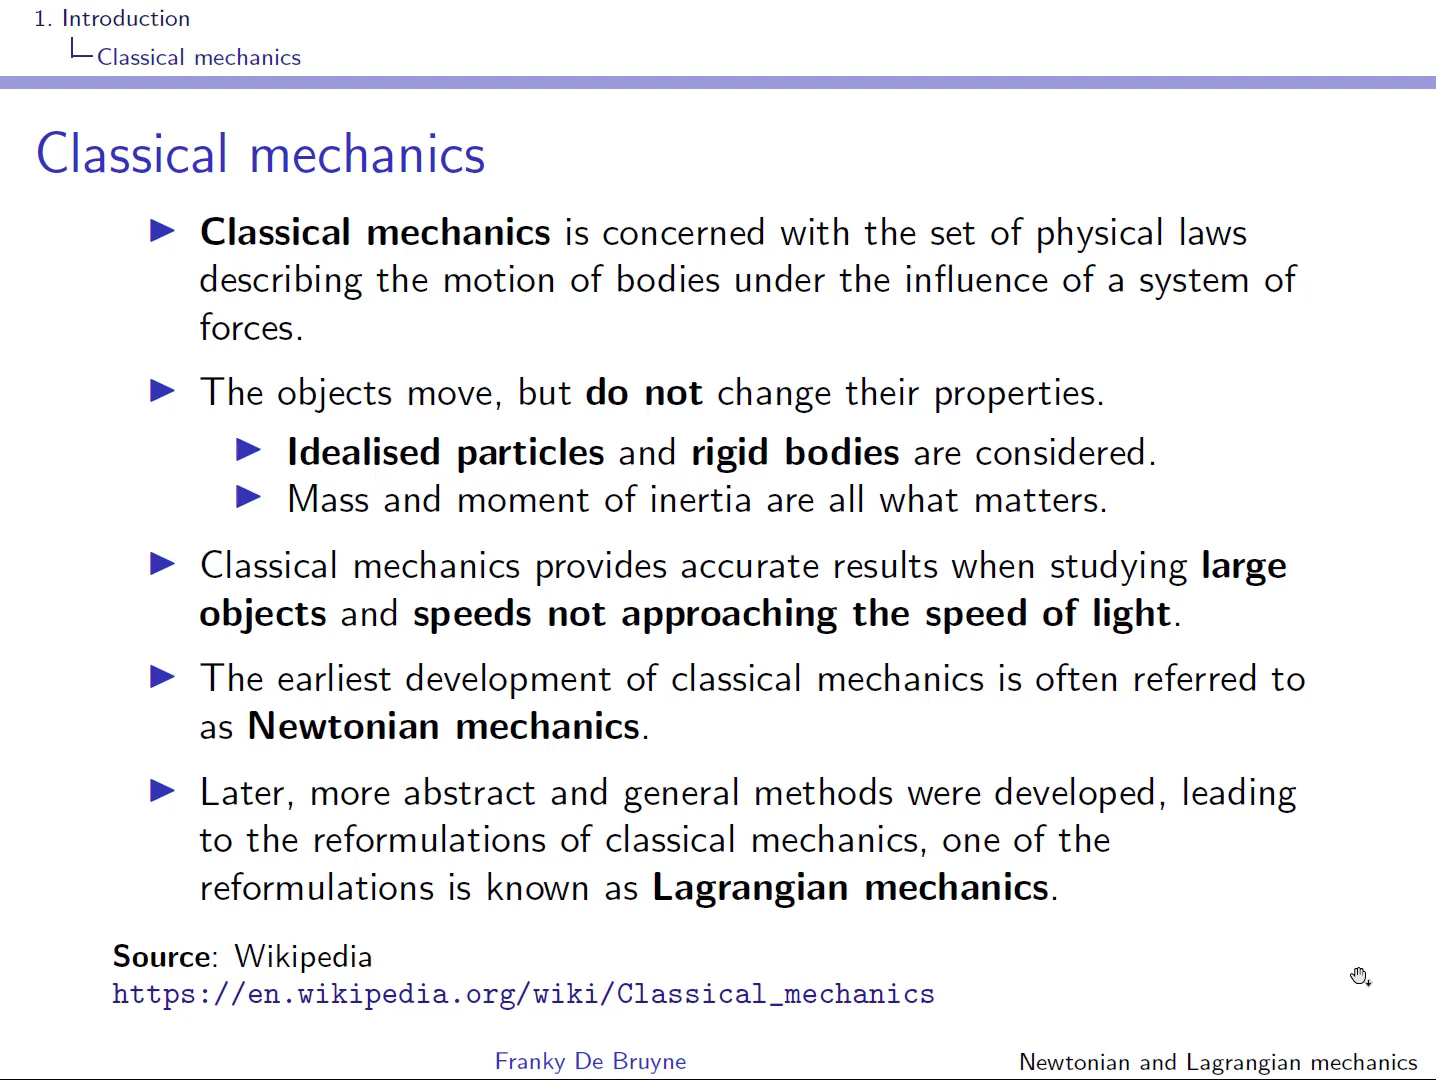 1. Introduction
Classical mechanics
Classical mechanics
Classical mechanics is concerned with the set of physical laws
describing the motion of bodies under the influence of a system of
forces.
The objects move, but do not change their properties.
Idealised particles and rigid bodies are considered.
Mass and moment of inertia are all what matters.
Classical mechanics provides accurate results when studying large
objects and speeds not approaching the speed of light.
The earliest development of classical mechanics is often referred to
as Newtonian mechanics.
Later, more abstract and general methods were developed, leading
to the reformulations of classical mechanics, one of the
reformulations is known as Lagrangian mechanics.
Source: Wikipedia
https://en.wikipedia.org/wiki/Classical_mechanics
Franky De Bruyne
Newtonian and Lagrangian mechanics